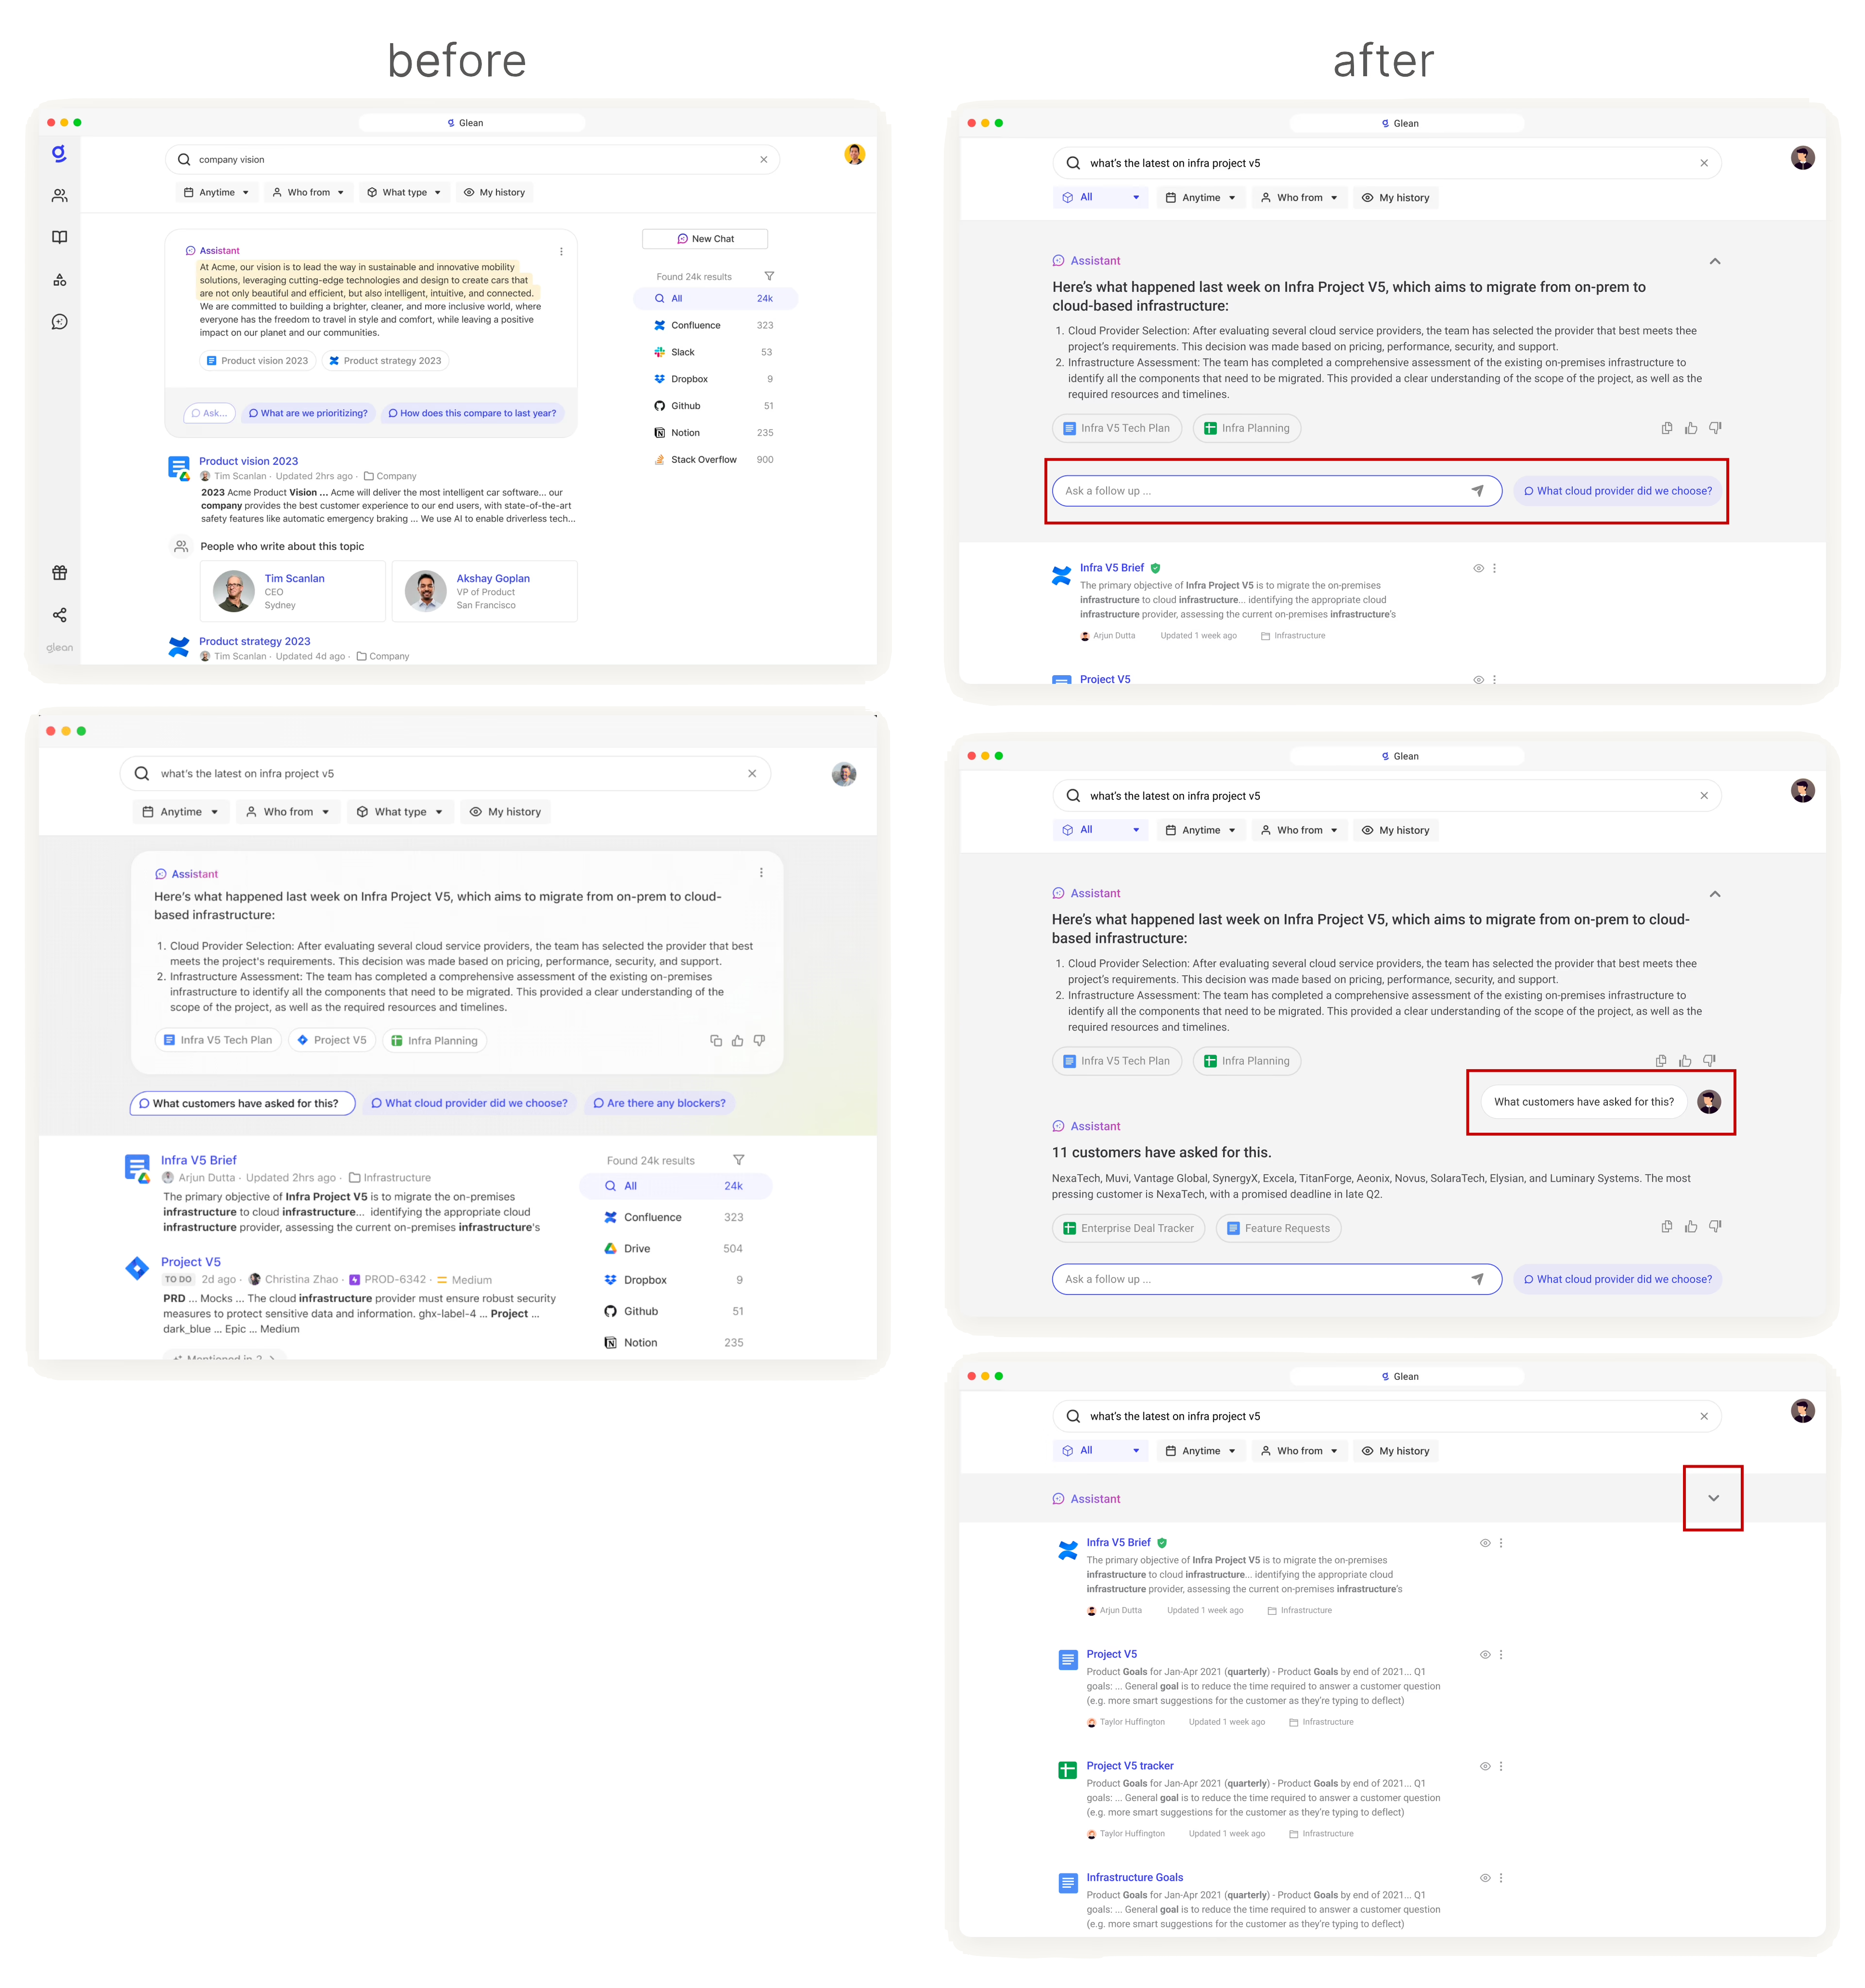 before
Glean
company vision
Anytime
Who from
What type
My history
Assistant
At Acme, our vision is to lead the way in sustainable and innovative mobility
solutions, leveraging cutting-edge technologies and design to create cars that
are not only beautiful and efficient, but also intelligent, intuitive, and connected.
We are committed to building a brighter, cleaner, and more inclusive world, where
everyone has the freedom to travel in style and comfort, while leaving a positive
impact on our planet and our communities.
Product vision 2023
Product strategy 2023
Ask...
What are we prioritizing?
How does this compare to last year?
New Chat
Found 24k results
All 24k
Confluence 323
Slack 53
Dropbox 9
Github 51
Notion 235
Stack Overflow 900
Product vision 2023
Tim Scanlan · Updated 2hrs ago · Company
2023 Acme Product Vision ... Acme will deliver the most intelligent car software... our
company provides the best customer experience to our end users, with state-of-the-art
safety features like automatic emergency braking ... We use AI to enable driverless tech...
People who write about this topic
Tim Scanlan
CEO
Sydney
Akshay Goplan
VP of Product
San Francisco
Product strategy 2023
Tim Scanlan · Updated 4d ago · Company
glean
what's the latest on infra project v5
Anytime
Who from
What type
My history
Assistant
Here's what happened last week on Infra Project V5, which aims to migrate from on-prem to cloud-
based infrastructure:
1. Cloud Provider Selection: After evaluating several cloud service providers, the team has selected the provider that best
meets the project's requirements. This decision was made based on pricing, performance, security, and support.
2. Infrastructure Assessment: The team has completed a comprehensive assessment of the existing on-premises
infrastructure to identify all the components that need to be migrated. This provided a clear understanding of the
scope of the project, as well as the required resources and timelines.
Infra V5 Tech Plan
Project V5
Infra Planning
What customers have asked for this?
What cloud provider did we choose?
Are there any blockers?
Infra V5 Brief
Arjun Dutta · Updated 2hrs ago · Infrastructure
The primary objective of Infra Project V5 is to migrate the on-premises
infrastructure to cloud infrastructure... identifying the appropriate cloud
infrastructure provider, assessing the current on-premises infrastructure's
Project V5
TO DO 2d ago · Christina Zhao · PROD-6342 · Medium
PRD ... Mocks ... The cloud infrastructure provider must ensure robust security
measures to protect sensitive data and information. ghx-label-4 ... Project ...
dark_blue ... Epic ... Medium
Mentioned in 2
Found 24k results
All 24k
Confluence 323
Drive 504
Dropbox 9
Github 51
Notion 235
after
Glean
what's the latest on infra project v5
All
Anytime
Who from
My history
Assistant
Here's what happened last week on Infra Project V5, which aims to migrate from on-prem to
cloud-based infrastructure:
1. Cloud Provider Selection: After evaluating several cloud service providers, the team has selected the provider that best meets thee
project's requirements. This decision was made based on pricing, performance, security, and support.
2. Infrastructure Assessment: The team has completed a comprehensive assessment of the existing on-premises infrastructure to
identify all the components that need to be migrated. This provided a clear understanding of the scope of the project, as well as the
required resources and timelines.
Infra V5 Tech Plan
Infra Planning
Ask a follow up ...
What cloud provider did we choose?
Infra V5 Brief
The primary objective of Infra Project V5 is to migrate the on-premises
infrastructure to cloud infrastructure... identifying the appropriate cloud
infrastructure provider, assessing the current on-premises infrastructure's
Arjun Dutta Updated 1 week ago Infrastructure
Project V5
Glean
what's the latest on infra project v5
All
Anytime
Who from
My history
Assistant
Here's what happened last week on Infra Project V5, which aims to migrate from on-prem to cloud-
based infrastructure:
1. Cloud Provider Selection: After evaluating several cloud service providers, the team has selected the provider that best meets thee
project's requirements. This decision was made based on pricing, performance, security, and support.
2. Infrastructure Assessment: The team has completed a comprehensive assessment of the existing on-premises infrastructure to
identify all the components that need to be migrated. This provided a clear understanding of the scope of the project, as well as the
required resources and timelines.
Infra V5 Tech Plan
Infra Planning
What customers have asked for this?
Assistant
11 customers have asked for this.
NexaTech, Muvi, Vantage Global, SynergyX, Excela, TitanForge, Aeonix, Novus, SolaraTech, Elysian, and Luminary Systems. The most
pressing customer is NexaTech, with a promised deadline in late Q2.
Enterprise Deal Tracker
Feature Requests
Ask a follow up ...
What cloud provider did we choose?
Glean
what's the latest on infra project v5
All
Anytime
Who from
My history
Assistant
Infra V5 Brief
The primary objective of Infra Project V5 is to migrate the on-premises
infrastructure to cloud infrastructure... identifying the appropriate cloud
infrastructure provider, assessing the current on-premises infrastructure's
Arjun Dutta Updated 1 week ago Infrastructure
Project V5
Product Goals for Jan-Apr 2021 (quarterly) - Product Goals by end of 2021... Q1
goals: ... General goal is to reduce the time required to answer a customer question
(e.g. more smart suggestions for the customer as they're typing to deflect)
Taylor Huffington Updated 1 week ago Infrastructure
Project V5 tracker
Product Goals for Jan-Apr 2021 (quarterly) - Product Goals by end of 2021... Q1
goals: ... General goal is to reduce the time required to answer a customer question
(e.g. more smart suggestions for the customer as they're typing to deflect)
Taylor Huffington Updated 1 week ago Infrastructure
Infrastructure Goals
Product Goals for Jan-Apr 2021 (quarterly) - Product Goals by end of 2021... Q1
goals: ... General goal is to reduce the time required to answer a customer question
(e.g. more smart suggestions for the customer as they're typing to deflect)